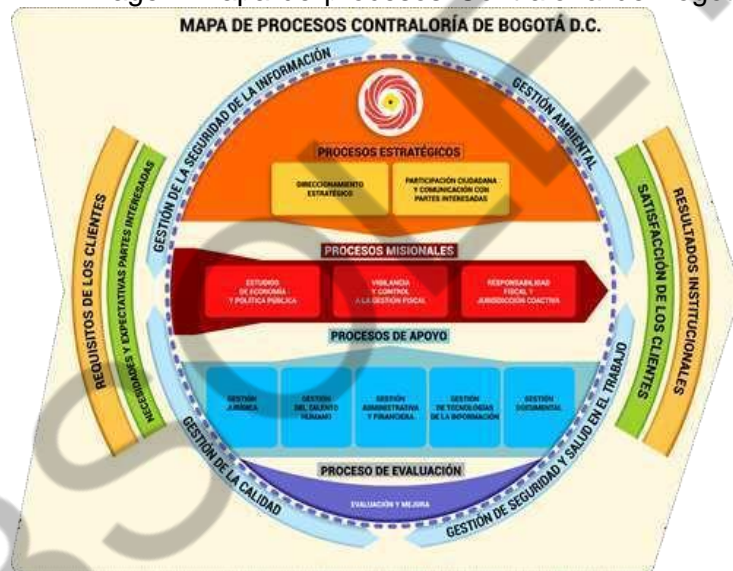 MAPA DE PROCESOS CONTRALORÍA DE BOGOTÁ D.C.
GESTIÓN DE LA SEGURIDAD DE LA INFORMACIÓN
GESTIÓN AMBIENTAL
REQUISITOS DE LOS CLIENTES
NECESIDADES Y EXPECTATIVAS PARTES INTERESADAS
PROCESOS ESTRATÉGICOS
DIRECCIONAMIENTO
ESTRATÉGICO
PARTICIPACIÓN CIUDADANA
Y COMUNICACIÓN CON
PARTES INTERESADAS
PROCESOS MISIONALES
ESTUDIOS
DE ECONOMÍA
Y POLÍTICA PÚBLICA
VIGILANCIA
Y CONTROL
A LA GESTIÓN FISCAL
RESPONSABILIDAD
FISCAL Y
JURISDICCIÓN COACTIVA
PROCESOS DE APOYO
GESTIÓN
JURÍDICA
GESTIÓN
DEL TALENTO
HUMANO
GESTIÓN
ADMINISTRATIVA
Y FINANCIERA
GESTIÓN
DE TECNOLOGÍAS
DE LA INFORMACIÓN
GESTIÓN
DOCUMENTAL
PROCESO DE EVALUACIÓN
EVALUACIÓN Y MEJORA
GESTIÓN DE LA CALIDAD
GESTIÓN DE SEGURIDAD Y SALUD EN EL TRABAJO
SATISFACCIÓN DE LOS CLIENTES
RESULTADOS INSTITUCIONALES